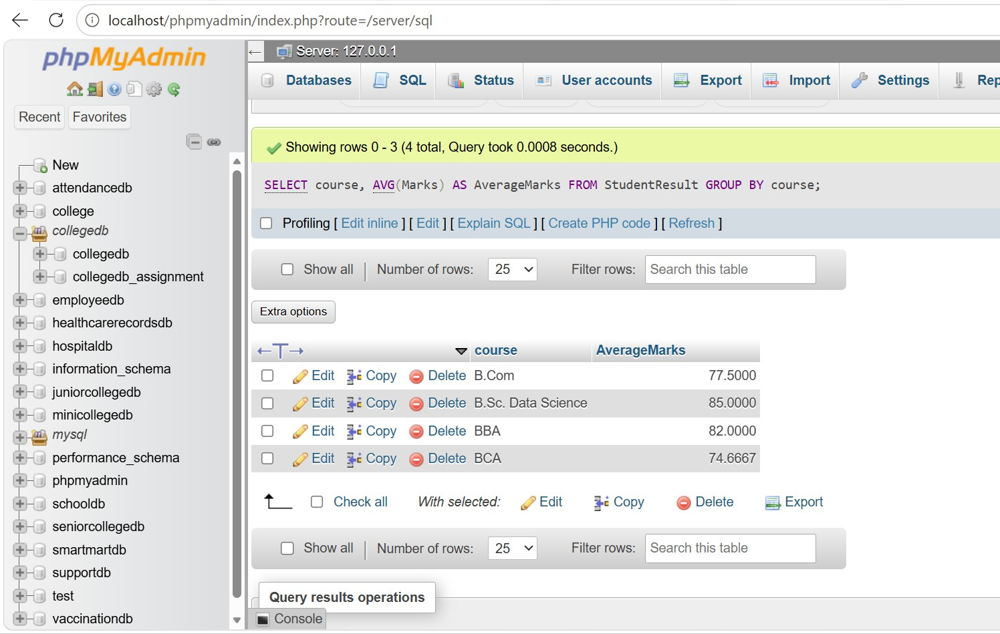 localhost/phpmyadmin/index.php?route=/server/sql
phpMyAdmin
Recent Favorites
New
attendancedb
college
collegedb
collegedb
collegedb_assignment
employeedb
healthcarerecordsdb
hospitaldb
information_schema
juniorcollegedb
minicollegedb
mysql
performance_schema
phpmyadmin
schooldb
seniorcollegedb
smartmartdb
supportdb
test
vaccinationdb
Server: 127.0.0.1
Databases SQL Status User accounts Export Import Settings Rep
Showing rows 0 - 3 (4 total, Query took 0.0008 seconds.)
SELECT course, AVG(Marks) AS AverageMarks FROM StudentResult GROUP BY course;
Profiling [ Edit inline ] [ Edit ] [ Explain SQL ] [ Create PHP code ] [ Refresh ]
Show all | Number of rows: 25 Filter rows: Search this table
Extra options
←T→ course AverageMarks
Edit Copy Delete B.Com 77.5000
Edit Copy Delete B.Sc. Data Science 85.0000
Edit Copy Delete BBA 82.0000
Edit Copy Delete BCA 74.6667
Check all With selected: Edit Copy Delete Export
Show all | Number of rows: 25 Filter rows: Search this table
Query results operations
Console